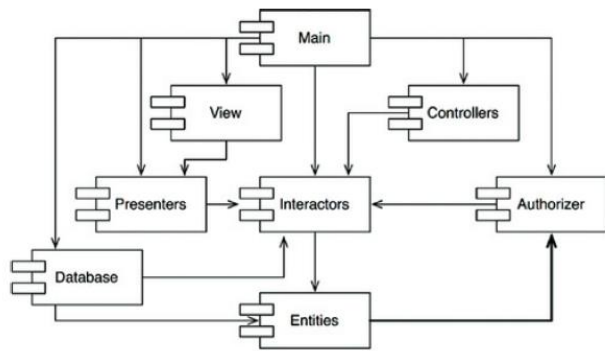 Main
View
Controllers
Presenters
Interactors
Authorizer
Database
Entities